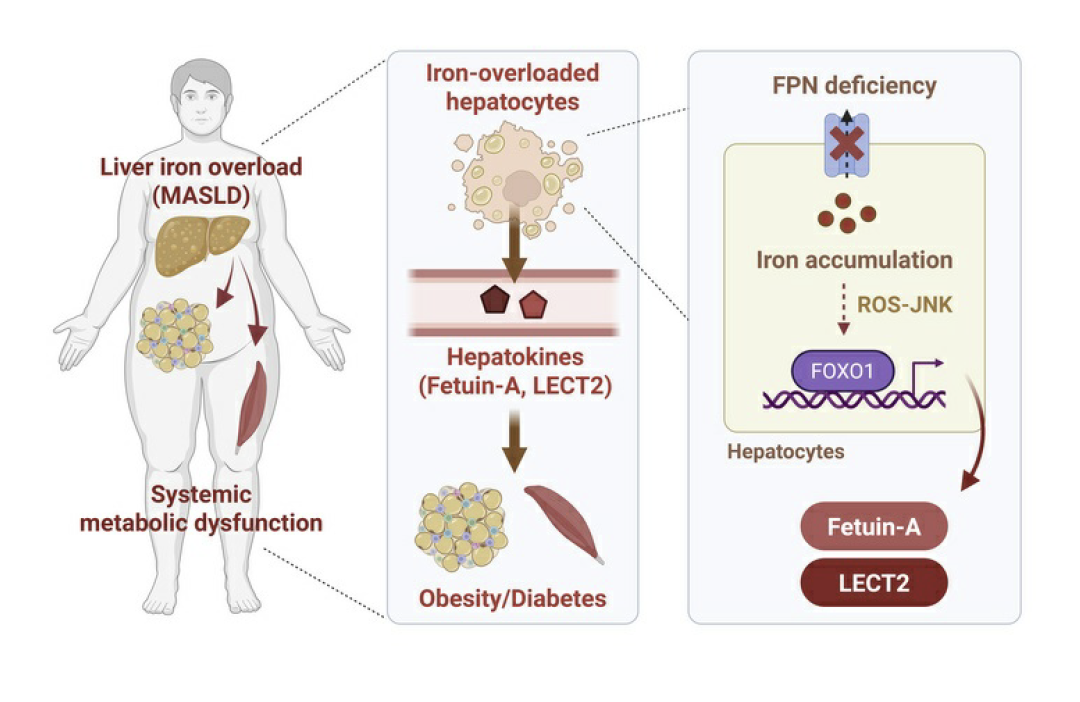 Liver iron overload
(MASLD)
Systemic
metabolic dysfunction
Iron-overloaded
hepatocytes
Hepatokines
(Fetuin-A, LECT2)
Obesity/Diabetes
FPN deficiency
Iron accumulation
ROS-JNK
FOXO1
Hepatocytes
Fetuin-A
LECT2